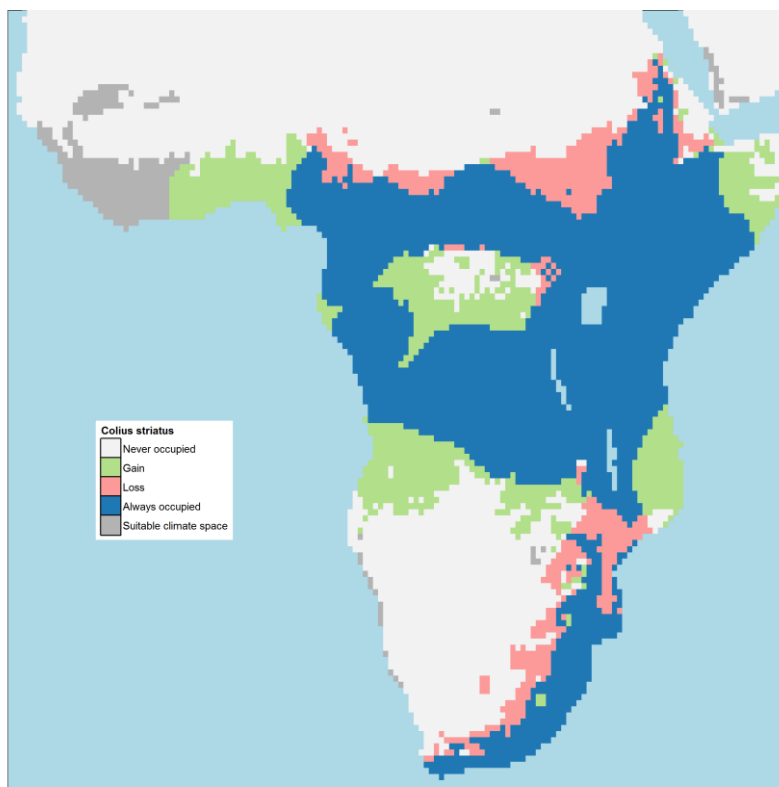 Colius striatus
Never occupied
Gain
Loss
Always occupied
Suitable climate space